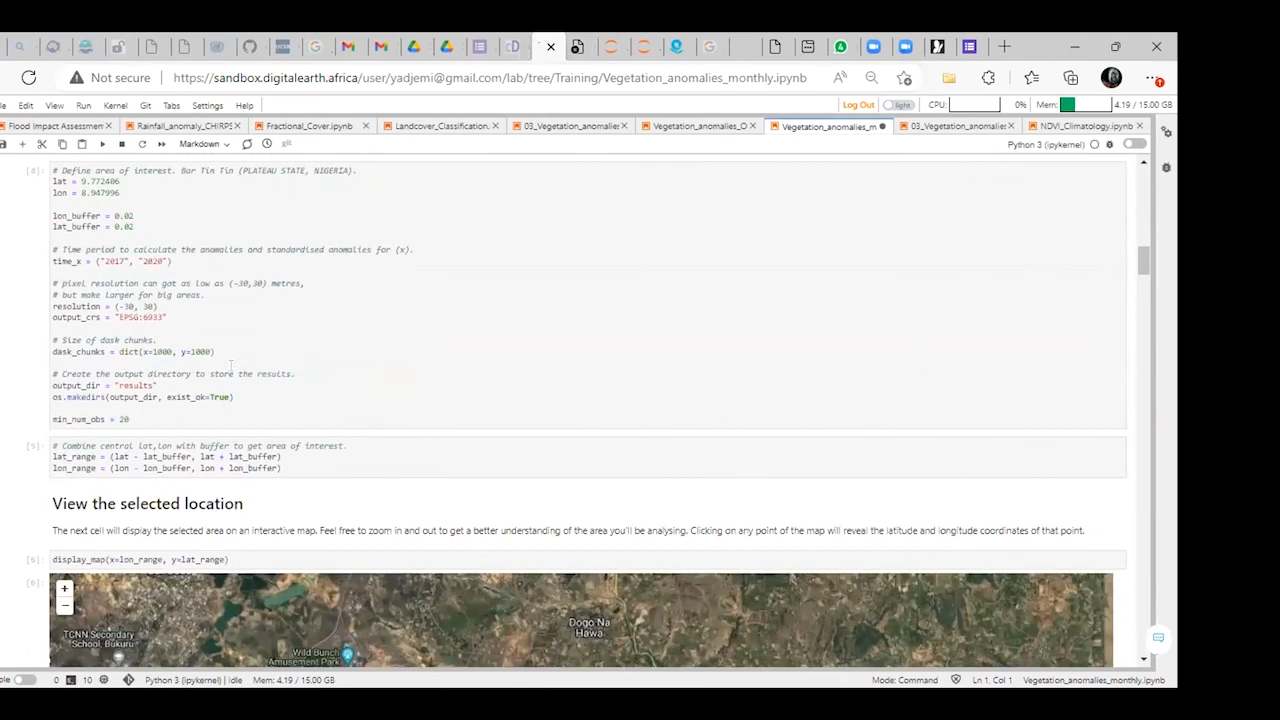 Not secure https://sandbox.digitalearth.africa/user/yadjemi@gmail.com/lab/tree/Training/Vegetation_anomalies_monthly.ipynb
Edit View Run Kernel Git Tabs Settings Help Log Out light CPU: 0% Mem: 4.19 / 15.00 GB
Flood Impact Assessmen Rainfall_anomaly_CHIRPS Fractional_Cover.ipynb Landcover_Classification. 03_Vegetation_anomalies Vegetation_anomalies_O Vegetation_anomalies_m 03_Vegetation_anomalies NDVI_Climatology.ipynb
Markdown git Python 3 (ipykernel)
# Define area of interest. Bor Tin Tin (PLATEAU STATE, NIGERIA).
lat = 9.772406
lon = 8.947996
lon_buffer = 0.02
lat_buffer = 0.02
# Time period to calculate the anomalies and standardised anomalies for (x).
time_x = ("2017", "2020")
# pixel resolution can got as low as (-30,30) metres,
# but make larger for big areas.
resolution = (-30, 30)
output_crs = "EPSG:6933"
# Size of dask chunks.
dask_chunks = dict(x=1000, y=1000)
# Create the output directory to store the results.
output_dir = "results"
os.makedirs(output_dir, exist_ok=True)
min_num_obs = 20
[5]: # Combine central lat,lon with buffer to get area of interest.
lat_range = (lat - lat_buffer, lat + lat_buffer)
lon_range = (lon - lon_buffer, lon + lon_buffer)
View the selected location
The next cell will display the selected area on an interactive map. Feel free to zoom in and out to get a better understanding of the area you'll be analysing. Clicking on any point of the map will reveal the latitude and longitude coordinates of that point.
display_map(x=lon_range, y=lat_range)
+
−
Dogo Na
Hawa
TCNN Secondary
School, Bukuru
Wild Bunch
Amusement Park
0 10 Python 3 (ipykernel) | Idle Mem: 4.19 / 15.00 GB Mode: Command Ln 1, Col 1 Vegetation_anomalies_monthly.ipynb